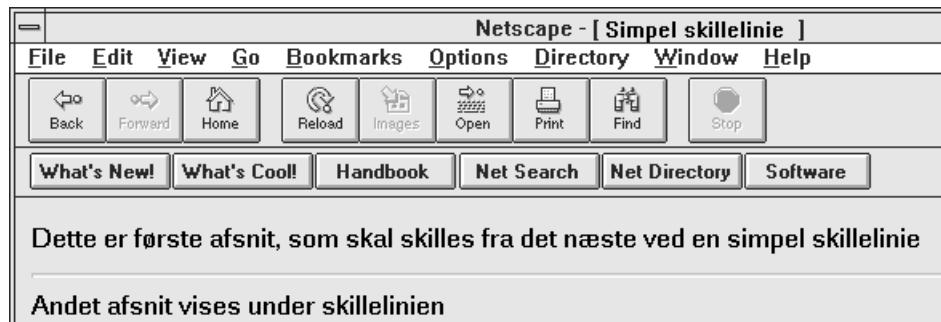 Netscape - [ Simpel skillelinie ]
File Edit View Go Bookmarks Options Directory Window Help
Back Forward Home Reload Images Open Print Find Stop
What's New! What's Cool! Handbook Net Search Net Directory Software
Dette er første afsnit, som skal skilles fra det næste ved en simpel skillelinie
Andet afsnit vises under skillelinien